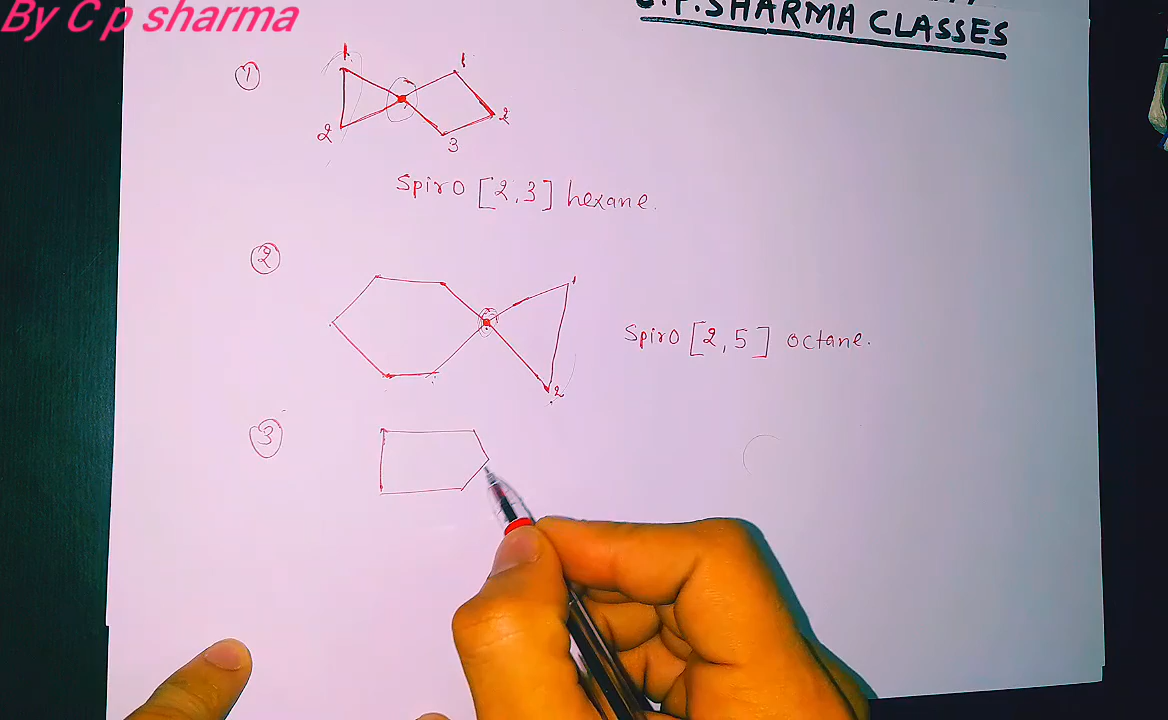 By C p sharma
C.P.SHARMA CLASSES
①
1
1
2
2
3
Spiro [2,3] hexane.
②
1
2
Spiro [2,5] octane.
③